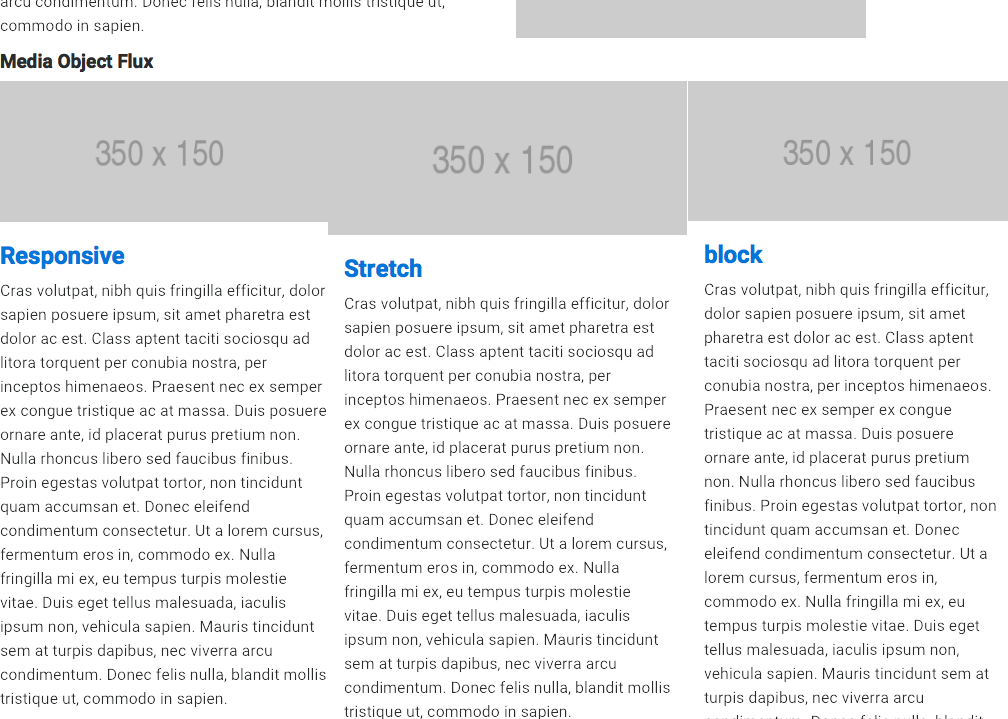 arcu condimentum. Donec felis nulla, blandit mollis tristique ut,
commodo in sapien.
Media Object Flux
350 x 150
350 x 150
350 x 150
Responsive
Cras volutpat, nibh quis fringilla efficitur, dolor
sapien posuere ipsum, sit amet pharetra est
dolor ac est. Class aptent taciti sociosqu ad
litora torquent per conubia nostra, per
inceptos himenaeos. Praesent nec ex semper
ex congue tristique ac at massa. Duis posuere
ornare ante, id placerat purus pretium non.
Nulla rhoncus libero sed faucibus finibus.
Proin egestas volutpat tortor, non tincidunt
quam accumsan et. Donec eleifend
condimentum consectetur. Ut a lorem cursus,
fermentum eros in, commodo ex. Nulla
fringilla mi ex, eu tempus turpis molestie
vitae. Duis eget tellus malesuada, iaculis
ipsum non, vehicula sapien. Mauris tincidunt
sem at turpis dapibus, nec viverra arcu
condimentum. Donec felis nulla, blandit mollis
tristique ut, commodo in sapien.
Stretch
Cras volutpat, nibh quis fringilla efficitur, dolor
sapien posuere ipsum, sit amet pharetra est
dolor ac est. Class aptent taciti sociosqu ad
litora torquent per conubia nostra, per
inceptos himenaeos. Praesent nec ex semper
ex congue tristique ac at massa. Duis posuere
ornare ante, id placerat purus pretium non.
Nulla rhoncus libero sed faucibus finibus.
Proin egestas volutpat tortor, non tincidunt
quam accumsan et. Donec eleifend
condimentum consectetur. Ut a lorem cursus,
fermentum eros in, commodo ex. Nulla
fringilla mi ex, eu tempus turpis molestie
vitae. Duis eget tellus malesuada, iaculis
ipsum non, vehicula sapien. Mauris tincidunt
sem at turpis dapibus, nec viverra arcu
condimentum. Donec felis nulla, blandit mollis
tristique ut, commodo in sapien.
block
Cras volutpat, nibh quis fringilla efficitur,
dolor sapien posuere ipsum, sit amet
pharetra est dolor ac est. Class aptent
taciti sociosqu ad litora torquent per
conubia nostra, per inceptos himenaeos.
Praesent nec ex semper ex congue
tristique ac at massa. Duis posuere
ornare ante, id placerat purus pretium
non. Nulla rhoncus libero sed faucibus
finibus. Proin egestas volutpat tortor, non
tincidunt quam accumsan et. Donec
eleifend condimentum consectetur. Ut a
lorem cursus, fermentum eros in,
commodo ex. Nulla fringilla mi ex, eu
tempus turpis molestie vitae. Duis eget
tellus malesuada, iaculis ipsum non,
vehicula sapien. Mauris tincidunt sem at
turpis dapibus, nec viverra arcu